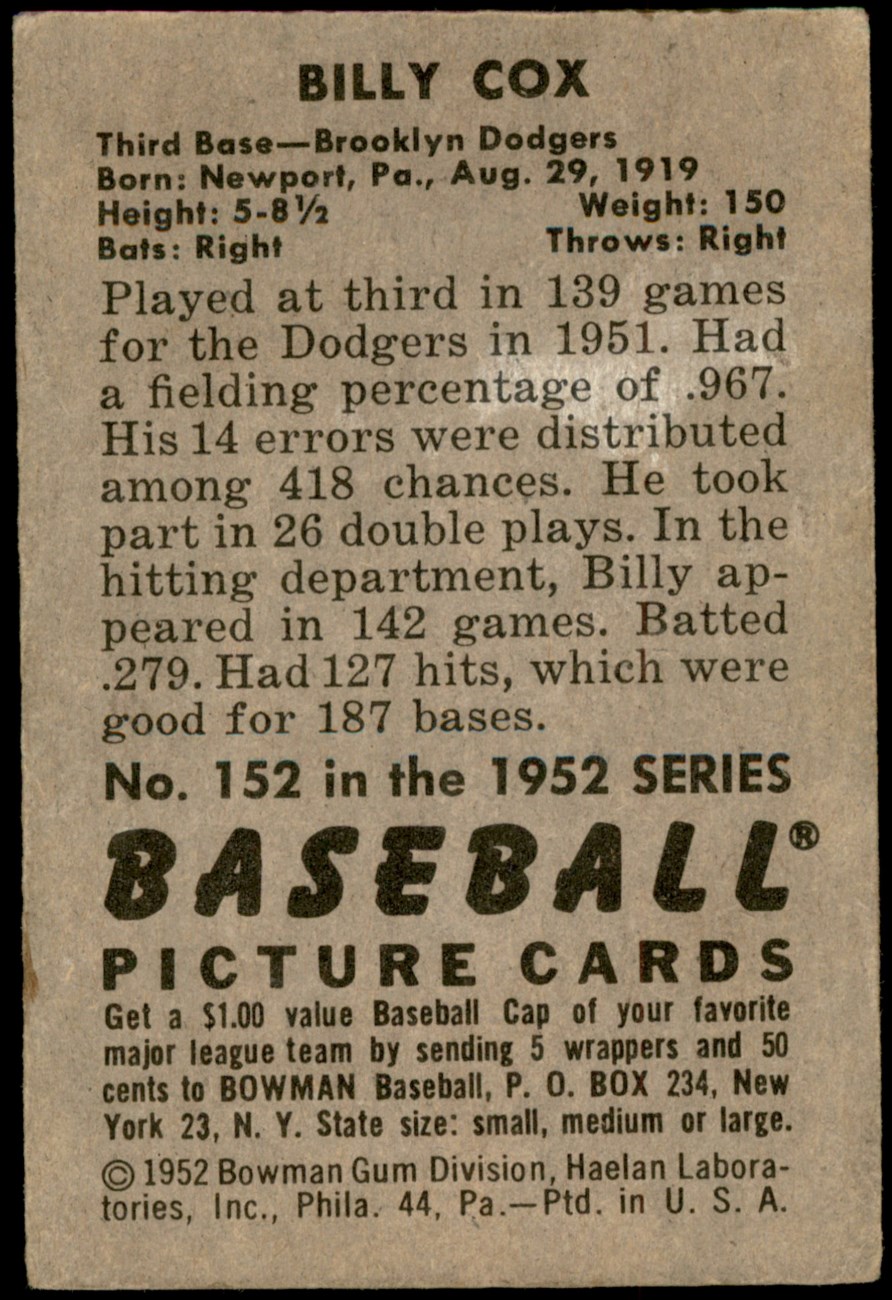 BILLY COX
Third Base—Brooklyn Dodgers
Born: Newport, Pa., Aug. 29, 1919
Height: 5-8½ Weight: 150
Bats: Right Throws: Right
Played at third in 139 games
for the Dodgers in 1951. Had
a fielding percentage of .967.
His 14 errors were distributed
among 418 chances. He took
part in 26 double plays. In the
hitting department, Billy ap-
peared in 142 games. Batted
.279. Had 127 hits, which were
good for 187 bases.
No. 152 in the 1952 SERIES
BASEBALL®
PICTURE CARDS
Get a $1.00 value Baseball Cap of your favorite
major league team by sending 5 wrappers and 50
cents to BOWMAN Baseball, P. O. BOX 234, New
York 23, N. Y. State size: small, medium or large.
© 1952 Bowman Gum Division, Haelan Labora-
tories, Inc., Phila. 44, Pa.—Ptd. in U. S. A.